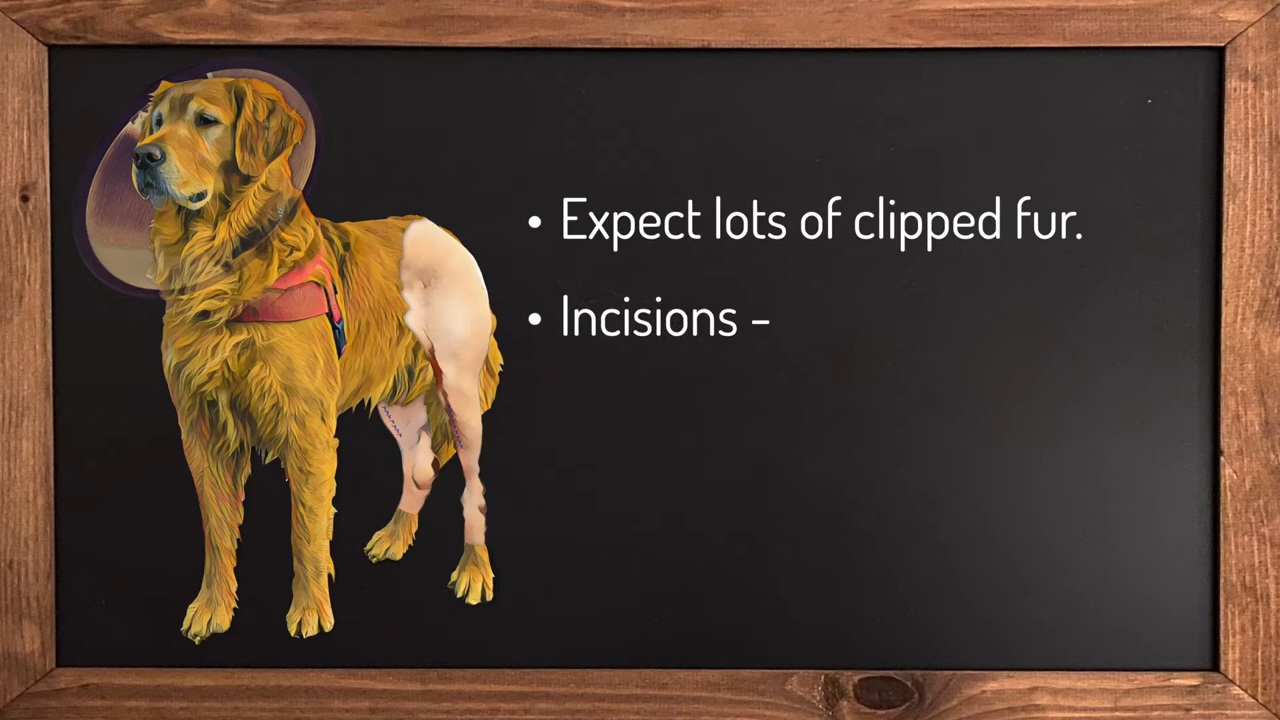 • Expect lots of clipped fur.
• Incisions -